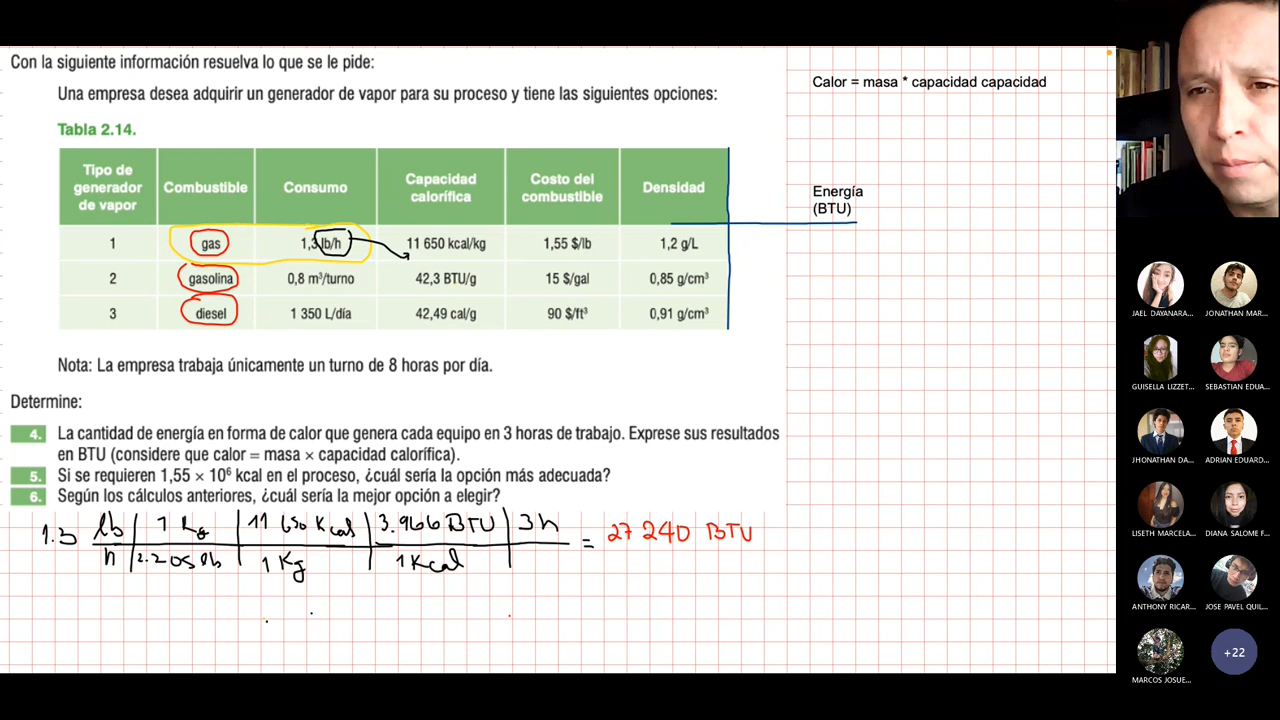 Con la siguiente información resuelva lo que se le pide:
Una empresa desea adquirir un generador de vapor para su proceso y tiene las siguientes opciones:
Tabla 2.14.
Tipo de generador de vapor Combustible Consumo Capacidad calorífica Costo del combustible Densidad
1 gas 1,3 lb/h 11 650 kcal/kg 1,55 $/lb 1,2 g/L
2 gasolina 0,8 m³/turno 42,3 BTU/g 15 $/gal 0,85 g/cm³
3 diesel 1 350 L/día 42,49 cal/g 90 $/ft³ 0,91 g/cm³
Nota: La empresa trabaja únicamente un turno de 8 horas por día.
Determine:
4. La cantidad de energía en forma de calor que genera cada equipo en 3 horas de trabajo. Exprese sus resultados
en BTU (considere que calor = masa × capacidad calorífica).
5. Si se requieren 1,55 × 10⁶ kcal en el proceso, ¿cuál sería la opción más adecuada?
6. Según los cálculos anteriores, ¿cuál sería la mejor opción a elegir?
1.3 lb 1 Kg 11 650 Kcal 3.966 BTU 3h = 27 240 BTU
h 2.205 lb 1 Kg 1 Kcal
Calor = masa * capacidad capacidad
Energía
(BTU)
JAEL DAYANARA...
JONATHAN MAR...
GUISELLA LIZZET...
SEBASTIAN EDUA...
JHONATHAN DA...
ADRIAN EDUARD...
LISETH MARCELA...
DIANA SALOME F...
ANTHONY RICAR...
JOSE PAVEL QUIL...
MARCOS JOSUE...
+22